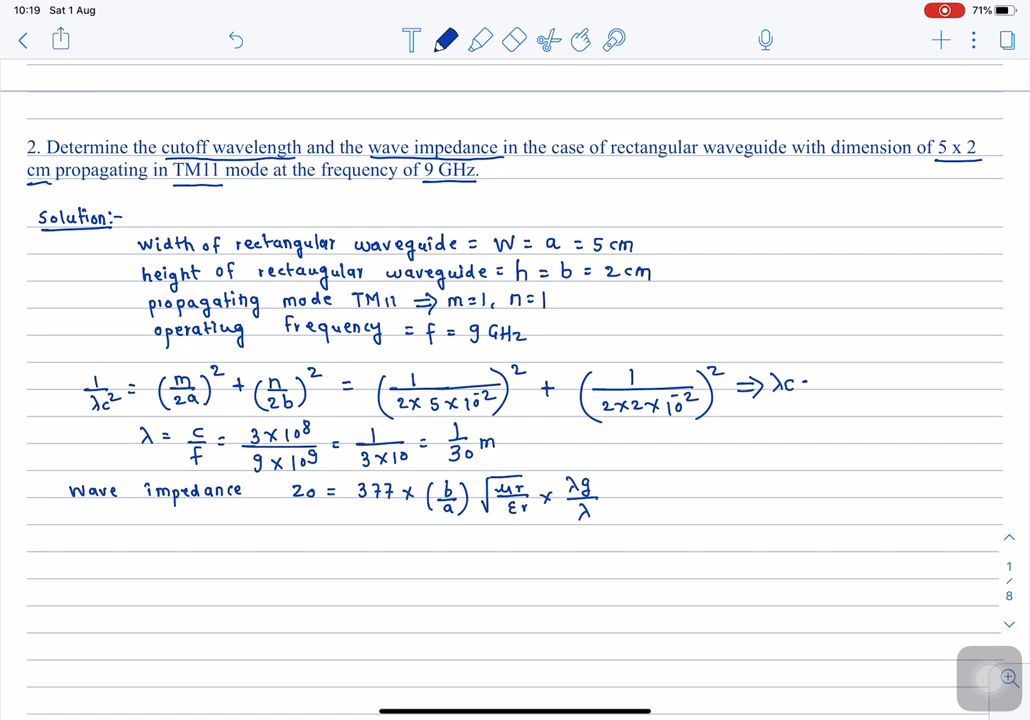 10:19 Sat 1 Aug
71%
2. Determine the cutoff wavelength and the wave impedance in the case of rectangular waveguide with dimension of 5 x 2
cm propagating in TM11 mode at the frequency of 9 GHz.
Solution:-
width of rectangular waveguide = W = a = 5 cm
height of rectangular waveguide = h = b = 2 cm
propagating mode TM11 ⇒ m=1, n=1
operating frequency = f = 9 GHz
1/λc² = (m/2a)² + (n/2b)² = (1/(2×5×10⁻²))² + (1/(2×2×10⁻²))² ⇒ λc -
λ = c/f = (3×10⁸)/(9×10⁹) = 1/(3×10) = 1/30 m
Wave impedance Z0 = 377 × (b/a) √(μr/εr) × λg/λ
1
/
8